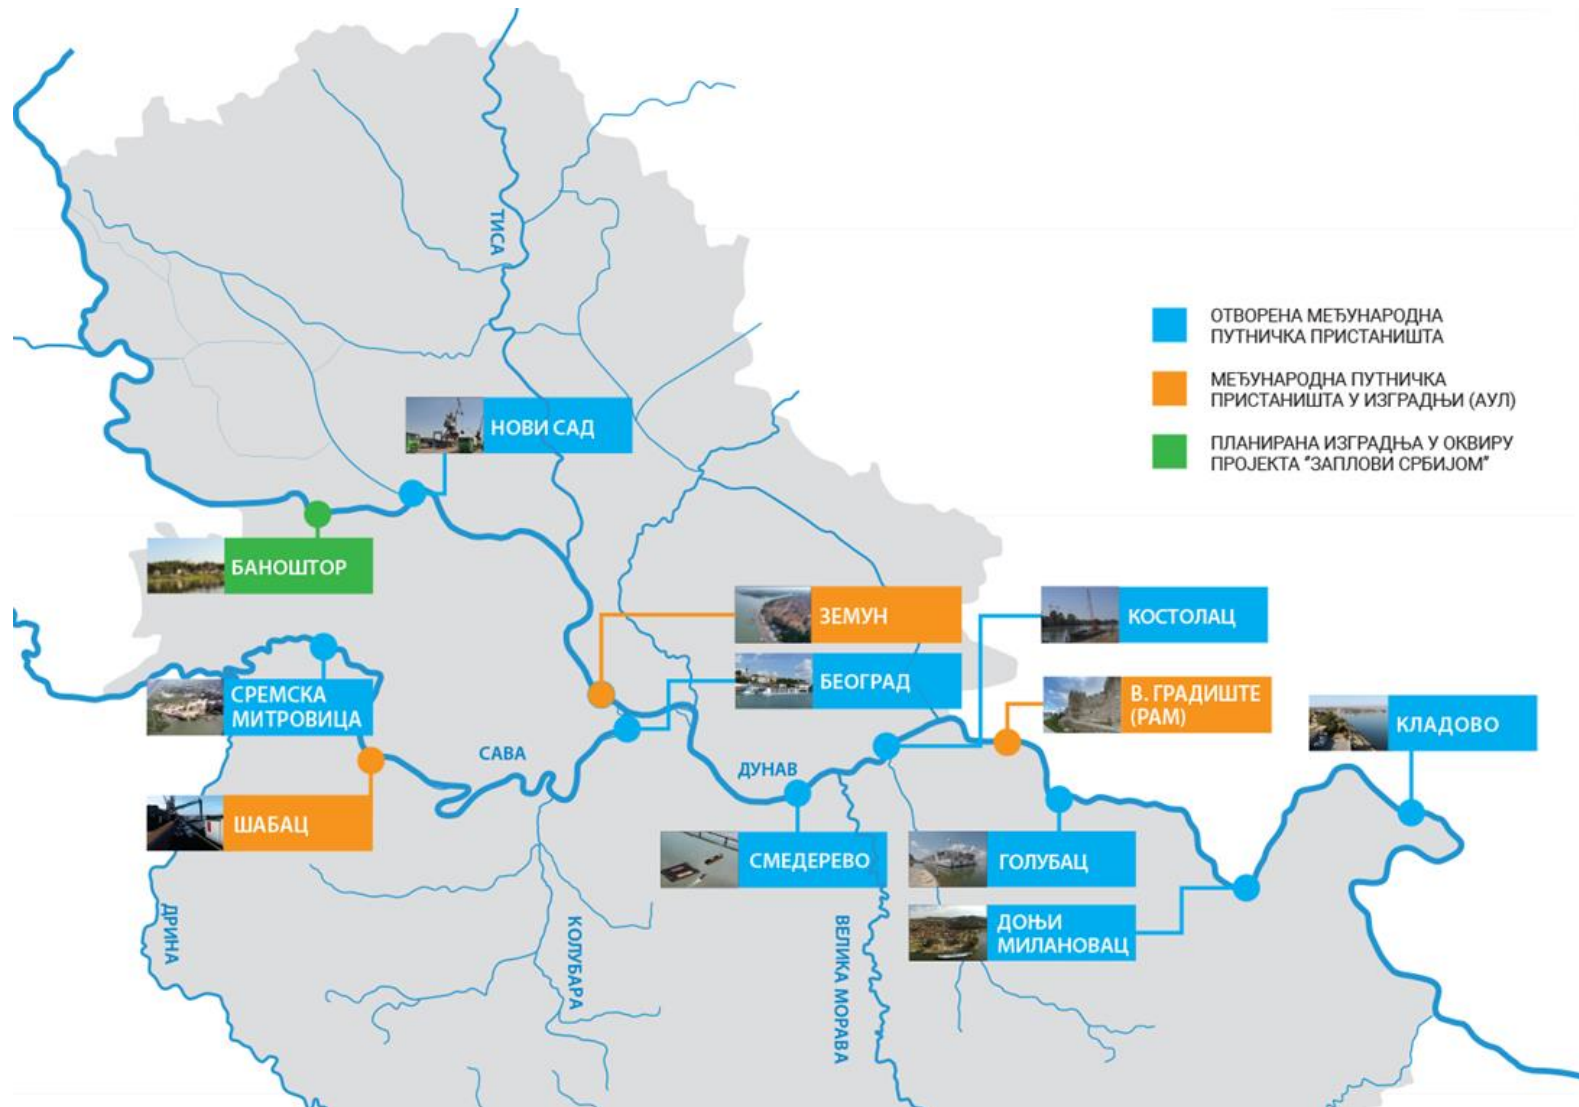 ТИСА
ОТВОРЕНА МЕЂУНАРОДНА
ПУТНИЧКА ПРИСТАНИШТА
МЕЂУНАРОДНА ПУТНИЧКА
ПРИСТАНИШТА У ИЗГРАДЊИ (АУЛ)
ПЛАНИРАНА ИЗГРАДЊА У ОКВИРУ
ПРОЈЕКТА "ЗАПЛОВИ СРБИЈОМ"
НОВИ САД
БАНОШТОР
ЗЕМУН
КОСТОЛАЦ
БЕОГРАД
СРЕМСКА
МИТРОВИЦА
В. ГРАДИШТЕ
(РАМ)
КЛАДОВО
САВА
ДУНАВ
ШАБАЦ
СМЕДЕРЕВО
ГОЛУБАЦ
ДОЊИ
МИЛАНОВАЦ
ДРИНА
КОЛУБАРА
ВЕЛИКА МОРАВА